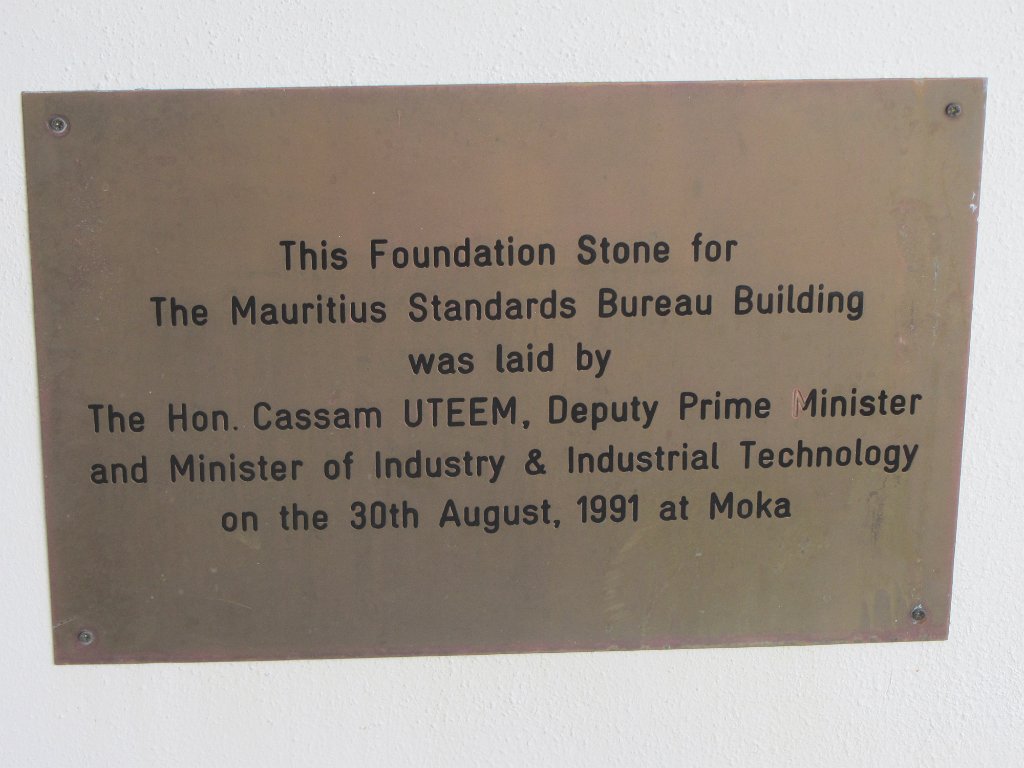 This Foundation Stone for
The Mauritius Standards Bureau Building
was laid by
The Hon. Cassam UTEEM, Deputy Prime Minister
and Minister of Industry & Industrial Technology
on the 30th August, 1991 at Moka